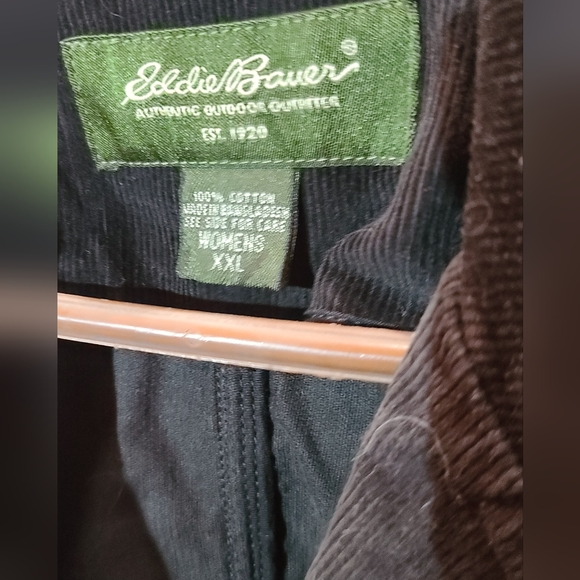 Eddie Bauer®
AUTHENTIC OUTDOOR OUTFITTER
EST. 1920
100% COTTON
MADE IN BANGLADESH
SEE SIDE FOR CARE
WOMENS
XXL